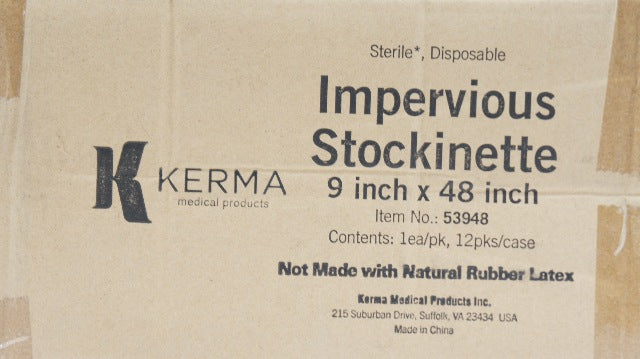 Sterile*, Disposable
Impervious
Stockinette
9 inch x 48 inch
Item No.: 53948
Contents: 1ea/pk, 12pks/case
K KERMA
medical products
Not Made with Natural Rubber Latex
Kerma Medical Products Inc.
215 Suburban Drive, Suffolk, VA 23434 USA
Made in China